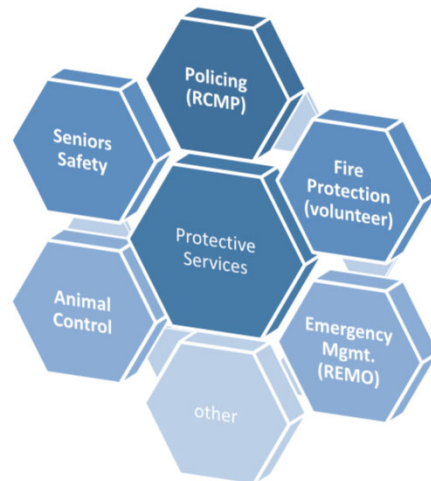 Policing
(RCMP)
Seniors
Safety
Fire
Protection
(volunteer)
Protective
Services
Animal
Control
Emergency
Mgmt.
(REMO)
other